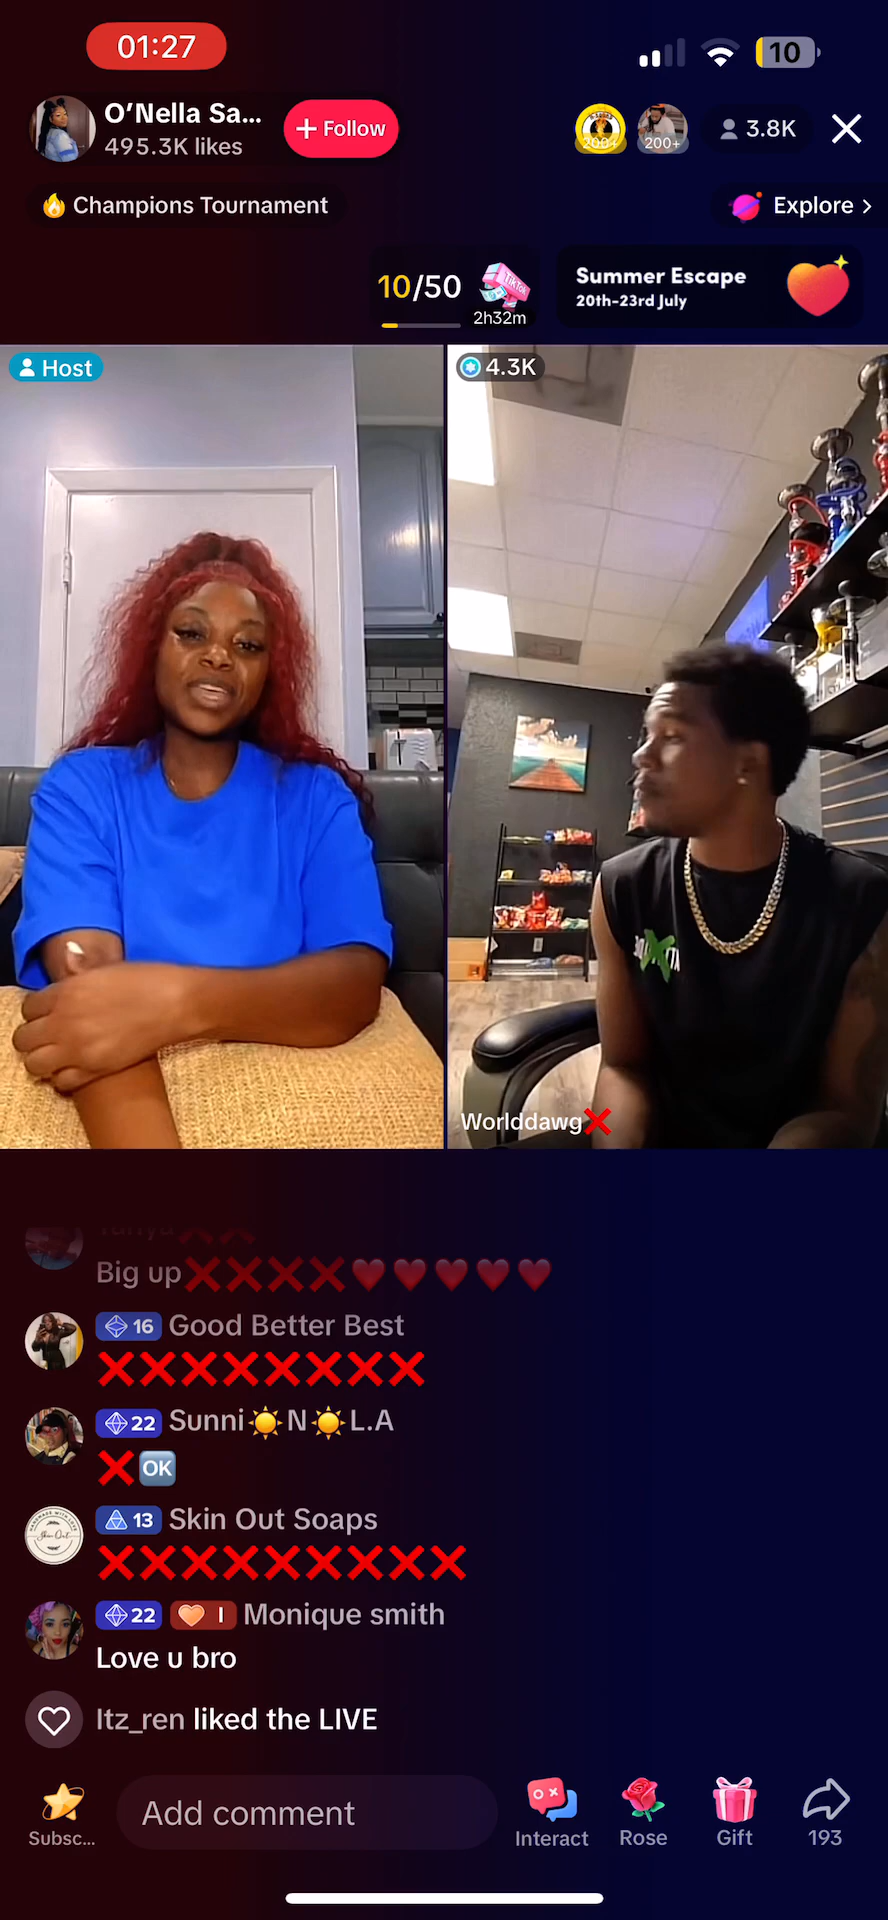 01:27
10
O’Nella Sa...
495.3K likes
+ Follow
200+
200+
3.8K
🔥 Champions Tournament
Explore >
10/50
TikTok
2h32m
Summer Escape
20th-23rd July
Host
4.3K
Worlddawg❌
Big up❌❌❌❌❤️❤️❤️❤️❤️
16 Good Better Best
❌❌❌❌❌❌❌❌
22 Sunni☀️N☀️L.A
❌🆗
13 Skin Out Soaps
❌❌❌❌❌❌❌❌❌
22 I Monique smith
Love u bro
Itz_ren liked the LIVE
Subsc...
Add comment
Interact
Rose
Gift
193